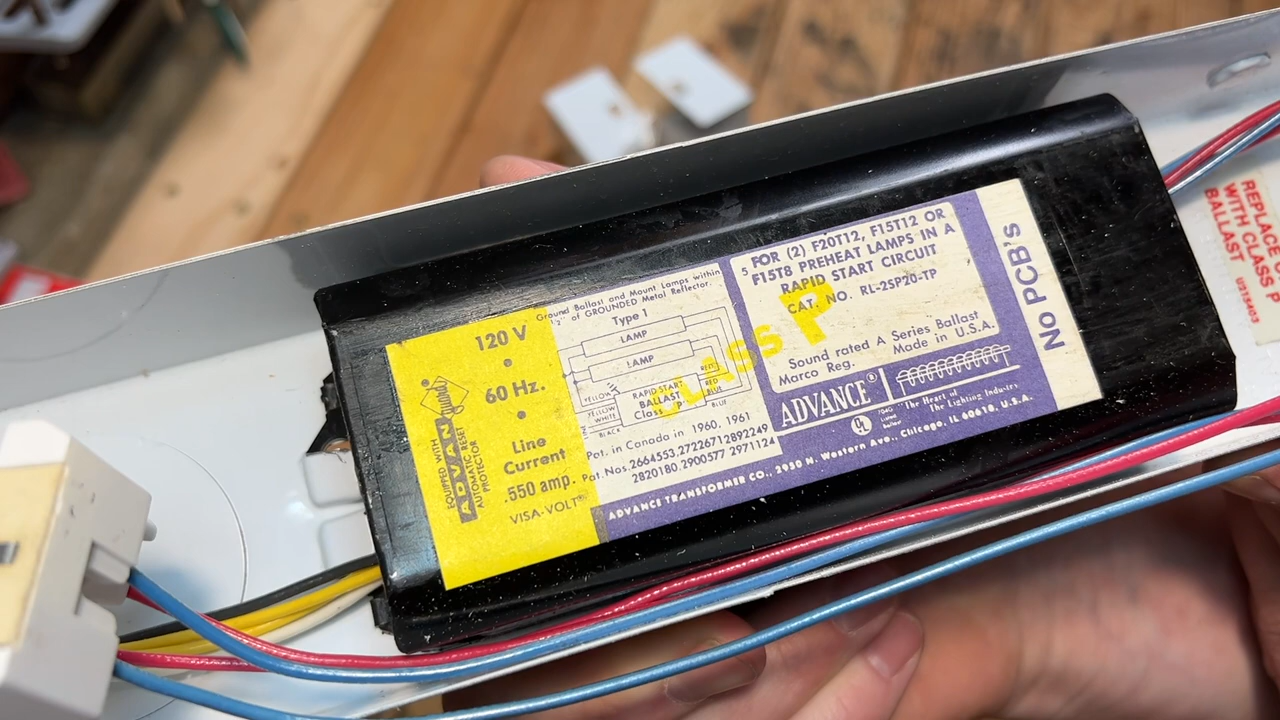 120 V
60 Hz.
Line
Current
.550 amp.
VISA-VOLT®
EQUIPPED WITH
ADVAN
AUTOMATIC RESET
PROTECTOR
Ground Ballast and Mount Lamps within
½" of GROUNDED Metal Reflector.
Type 1
LAMP
LAMP
YELLOW
YELLOW
WHITE
BLACK
RAPID START
BALLAST
Class P
RED
RED
BLUE
BLUE
CLASS P
Pat. in Canada in 1960, 1961
Pat. Nos. 2664553.27226712892249
2820180.2900577 2971124
5 FOR (2) F20T12, F15T12 OR
F15T8 PREHEAT LAMPS IN A
RAPID START CIRCUIT
CAT. NO. RL-2SP20-TP
Sound rated A Series Ballast
Marco Reg. Made in U.S.A.
ADVANCE®
UL
"The Heart of
The Lighting Industry
ADVANCE TRANSFORMER CO., 2950 N. Western Ave., Chicago, IL 60618, U.S.A.
NO PCB's
REPLACE
WITH CLASS P
BALLAST